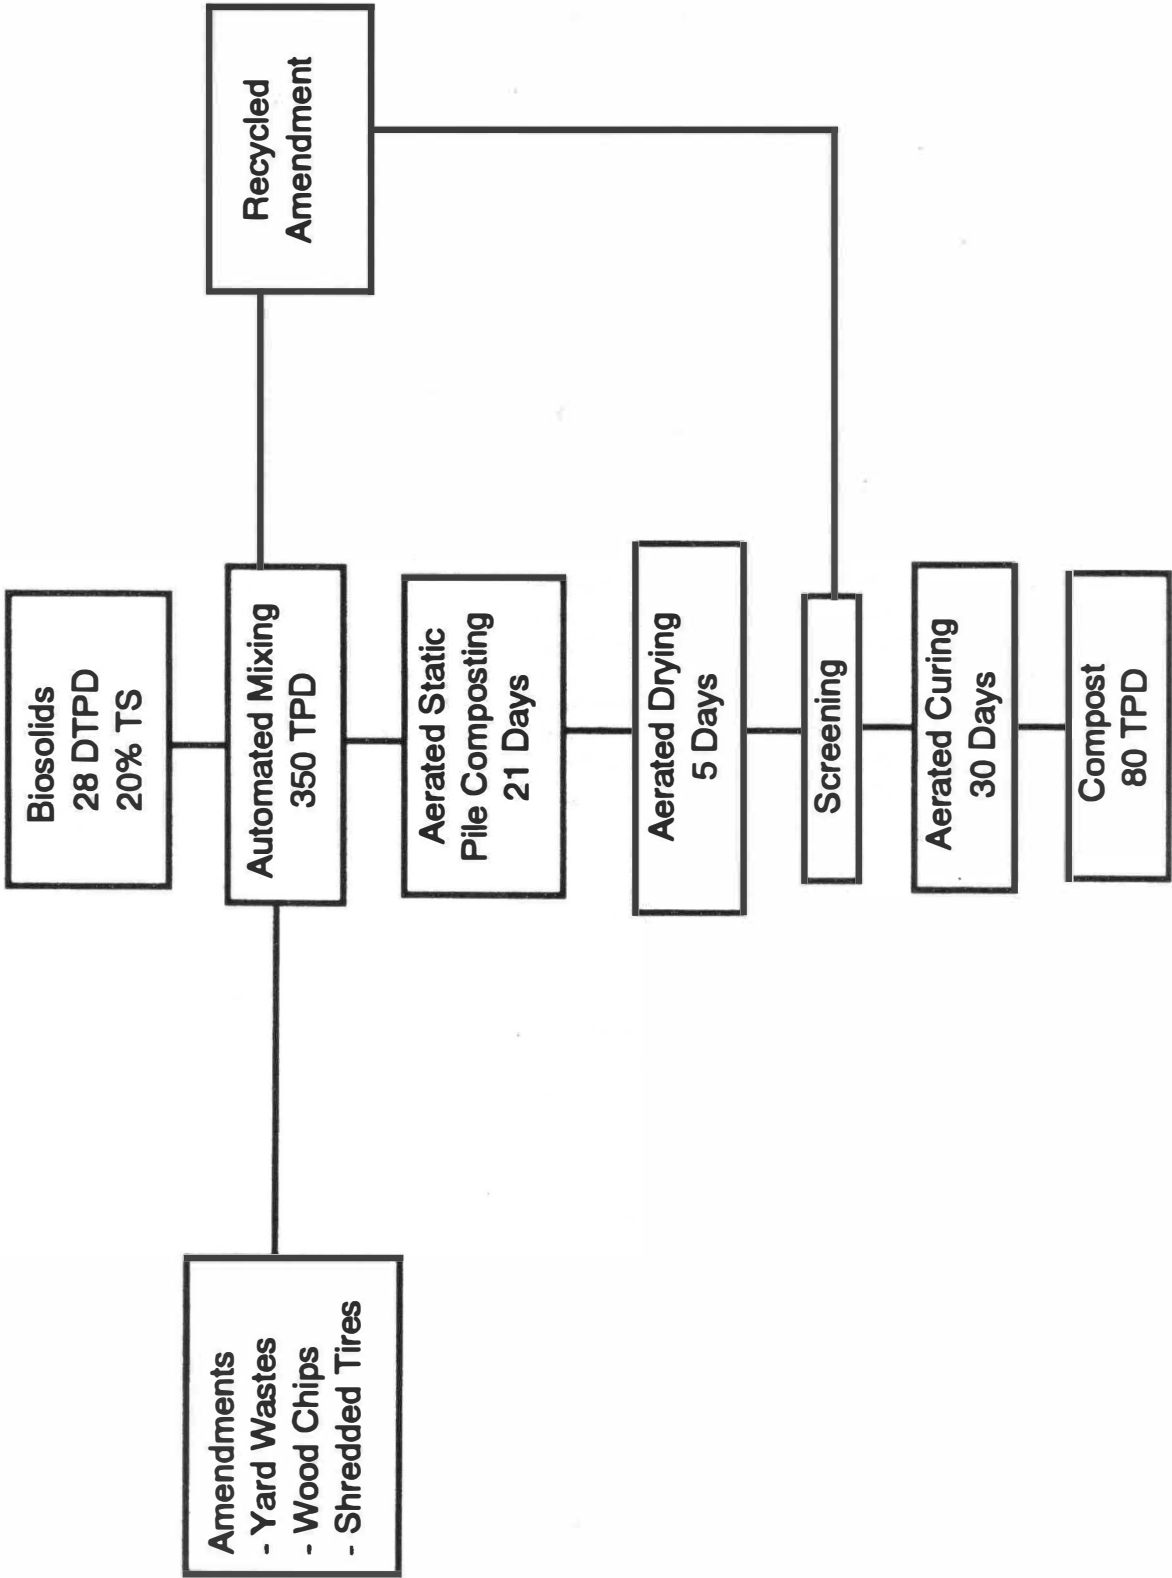 Biosolids
28 DTPD
20% TS
Amendments
- Yard Wastes
- Wood Chips
- Shredded Tires
Automated Mixing
350 TPD
Recycled
Amendment
Aerated Static
Pile Composting
21 Days
Aerated Drying
5 Days
Screening
Aerated Curing
30 Days
Compost
80 TPD